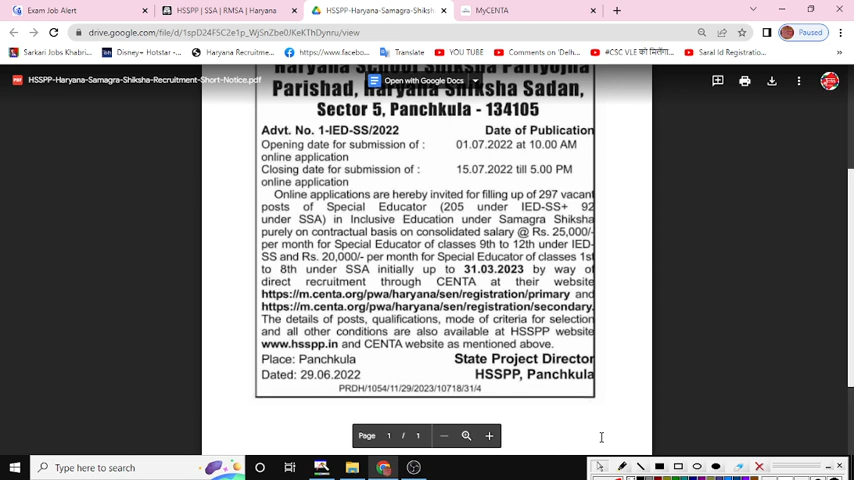 Exam Job Alert
HSSPP | SSA | RMSA | Haryana
HSSPP-Haryana-Samagra-Shiksh
MyCENTA
drive.google.com/file/d/1spD24F5C2e1p_WjSnZbe0JKeKThDynru/view
Paused
Sarkari Jobs Khabri...
Disney+ Hotstar -...
Haryana Recruitme...
https://www.facebo...
Translate
YOU TUBE
Comments on 'Delh...
#CSC VLE को मिलेंगा...
Saral Id Registratio...
HSSPP-Haryana-Samagra-Shiksha-Recruitment-Short-Notice.pdf
Open with Google Docs
Haryana School Shiksha Pariyojna
Parishad, Haryana Shiksha Sadan,
Sector 5, Panchkula - 134105
Advt. No. 1-IED-SS/2022 Date of Publication
Opening date for submission of : 01.07.2022 at 10.00 AM
online application
Closing date for submission of : 15.07.2022 till 5.00 PM
online application
Online applications are hereby invited for filling up of 297 vacant
posts of Special Educator (205 under IED-SS+ 92
under SSA) in Inclusive Education under Samagra Shiksha
purely on contractual basis on consolidated salary @ Rs. 25,000/-
per month for Special Educator of classes 9th to 12th under IED-
SS and Rs. 20,000/- per month for Special Educator of classes 1st
to 8th under SSA initially up to 31.03.2023 by way of
direct recruitment through CENTA at their website
https://m.centa.org/pwa/haryana/sen/registration/primary and
https://m.centa.org/pwa/haryana/sen/registration/secondary.
The details of posts, qualifications, mode of criteria for selection
and all other conditions are also available at HSSPP website
www.hsspp.in and CENTA website as mentioned above.
Place: Panchkula State Project Director
Dated: 29.06.2022 HSSPP, Panchkula
PRDH/1054/11/29/2023/10718/31/4
Page 1 / 1
Type here to search